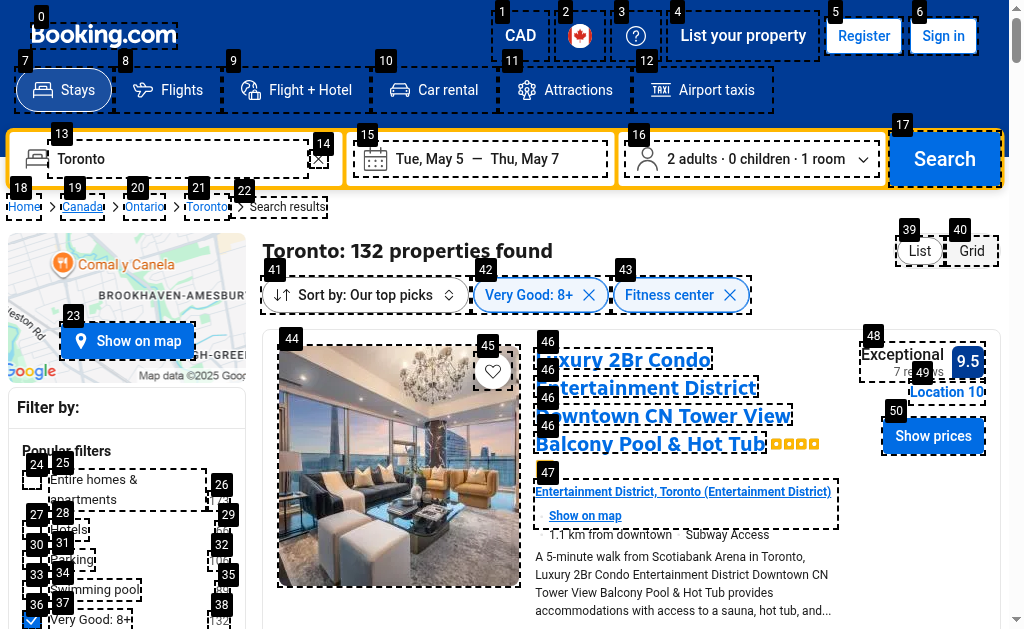 Booking.com
CAD
List your property
Register
Sign in
Stays
Flights
Flight + Hotel
Car rental
Attractions
Airport taxis
Toronto
Tue, May 5 — Thu, May 7
2 adults · 0 children · 1 room
Search
Home
Canada
Ontario
Toronto
Search results
Comal y Canela
BROOKHAVEN-AMESBUR
Show on map
Google
Map data ©2025 Goog
Filter by:
Popular filters
Entire homes &
apartments
Hotels
Parking
Swimming pool
Very Good: 8+
132
Toronto: 132 properties found
List
Grid
Sort by: Our top picks
Very Good: 8+
Fitness center
Luxury 2Br Condo
Entertainment District
Downtown CN Tower View
Balcony Pool & Hot Tub
Exceptional
9.5
7 reviews
Location 10
Show prices
Entertainment District, Toronto (Entertainment District)
Show on map
1.1 km from downtown · Subway Access
A 5-minute walk from Scotiabank Arena in Toronto,
Luxury 2Br Condo Entertainment District Downtown CN
Tower View Balcony Pool & Hot Tub provides
accommodations with access to a sauna, hot tub, and...
0
1
2
3
4
5
6
7
8
9
10
11
12
13
14
15
16
17
18
19
20
21
22
23
24
25
26
27
28
29
30
31
32
33
34
35
36
37
38
39
40
41
42
43
44
45
46
46
46
46
47
48
49
50